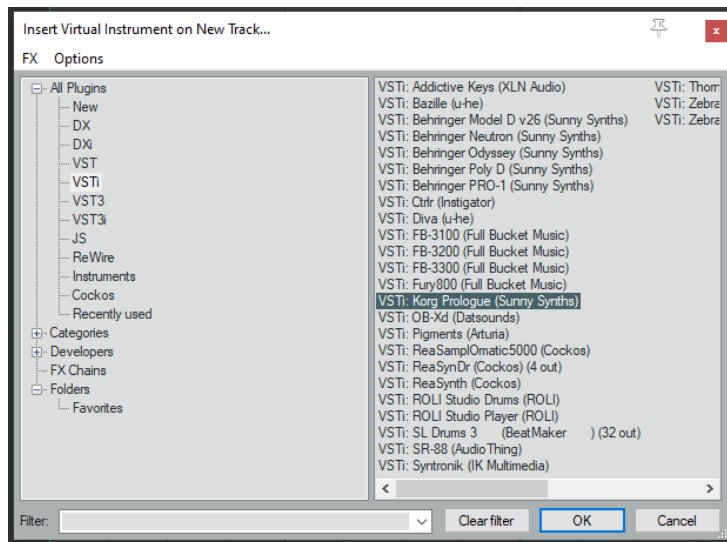 Insert Virtual Instrument on New Track...
FX Options
All Plugins
New
DX
DXi
VST
VSTi
VST3
VST3i
JS
ReWire
Instruments
Cockos
Recently used
Categories
Developers
FX Chains
Folders
Favorites
VSTi: Addictive Keys (XLN Audio)
VSTi: Bazille (u-he)
VSTi: Behringer Model D v26 (Sunny Synths)
VSTi: Behringer Neutron (Sunny Synths)
VSTi: Behringer Odyssey (Sunny Synths)
VSTi: Behringer Poly D (Sunny Synths)
VSTi: Behringer PRO-1 (Sunny Synths)
VSTi: Ctrlr (Instigator)
VSTi: Diva (u-he)
VSTi: FB-3100 (Full Bucket Music)
VSTi: FB-3200 (Full Bucket Music)
VSTi: FB-3300 (Full Bucket Music)
VSTi: Fury800 (Full Bucket Music)
VSTi: Korg Prologue (Sunny Synths)
VSTi: OB-Xd (Datsounds)
VSTi: Pigments (Arturia)
VSTi: ReaSamplOmatic5000 (Cockos)
VSTi: ReaSynDr (Cockos) (4 out)
VSTi: ReaSynth (Cockos)
VSTi: ROLI Studio Drums (ROLI)
VSTi: ROLI Studio Player (ROLI)
VSTi: SL Drums 3 (BeatMaker ) (32 out)
VSTi: SR-88 (AudioThing)
VSTi: Syntronik (IK Multimedia)
VSTi: Thom
VSTi: Zebra
VSTi: Zebra
Filter:
Clear filter
OK
Cancel